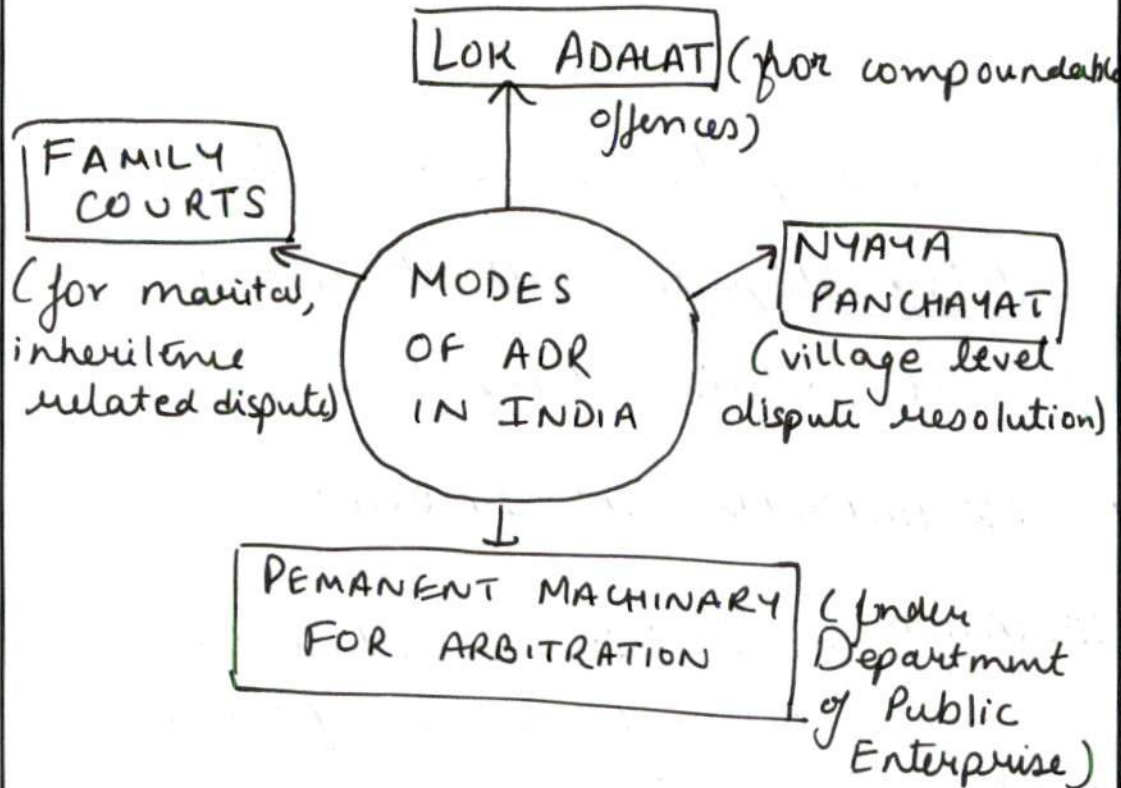 LOK ADALAT (for compoundable
offences)
FAMILY
COURTS
(for marital,
inheritence
related dispute)
MODES
OF ADR
IN INDIA
NYAYA
PANCHAYAT
(village level
dispute resolution)
PEMANENT MACHINARY
FOR ARBITRATION
(Under
Department
of Public
Enterprise)